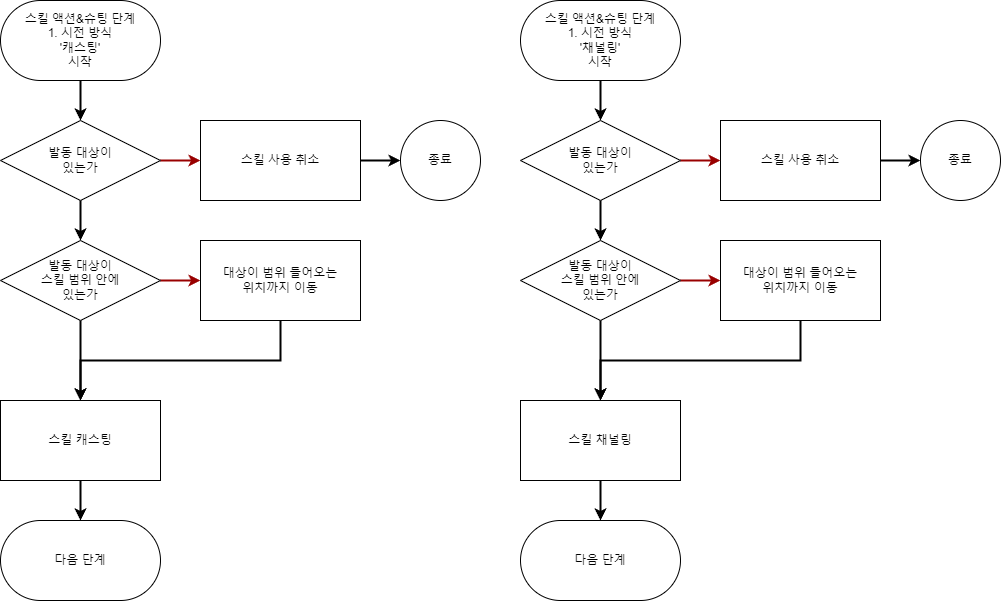 스킬 액션&슈팅 단계
1. 시전 방식
'캐스팅'
시작
발동 대상이
있는가
스킬 사용 취소
종료
발동 대상이
스킬 범위 안에
있는가
대상이 범위 들어오는
위치까지 이동
스킬 캐스팅
다음 단계
스킬 액션&슈팅 단계
1. 시전 방식
'채널링'
시작
발동 대상이
있는가
스킬 사용 취소
종료
발동 대상이
스킬 범위 안에
있는가
대상이 범위 들어오는
위치까지 이동
스킬 채널링
다음 단계